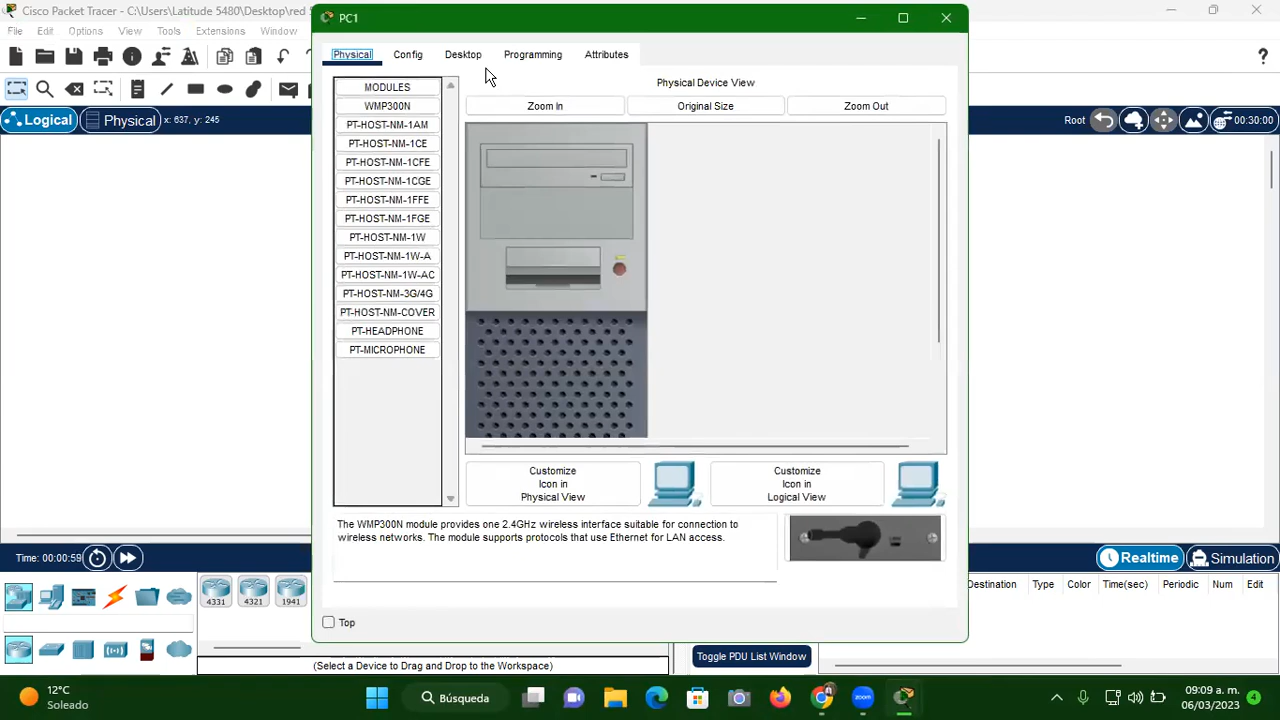 Cisco Packet Tracer - C:\Users\Latitude 5480\Desktop\red
PC1
File Edit Options View Tools Extensions Window
Physical Config Desktop Programming Attributes
MODULES
WMP300N
PT-HOST-NM-1AM
PT-HOST-NM-1CE
PT-HOST-NM-1CFE
PT-HOST-NM-1CGE
PT-HOST-NM-1FFE
PT-HOST-NM-1FGE
PT-HOST-NM-1W
PT-HOST-NM-1W-A
PT-HOST-NM-1W-AC
PT-HOST-NM-3G/4G
PT-HOST-NM-COVER
PT-HEADPHONE
PT-MICROPHONE
Physical Device View
Zoom In Original Size Zoom Out
Logical Physical x: 637, y: 245
Root 00:30:00
Customize
Icon in
Physical View
Customize
Icon in
Logical View
The WMP300N module provides one 2.4GHz wireless interface suitable for connection to
wireless networks. The module supports protocols that use Ethernet for LAN access.
Top
Time: 00:00:59
Realtime Simulation
4331 4321 1941
Destination Type Color Time(sec) Periodic Num Edit
(Select a Device to Drag and Drop to the Workspace)
Toggle PDU List Window
12°C
Soleado
Búsqueda
09:09 a. m.
06/03/2023
4